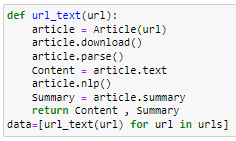 def url_text(url):
    article = Article(url)
    article.download()
    article.parse()
    Content = article.text
    article.nlp()
    Summary = article.summary
    return Content , Summary
data=[url_text(url) for url in urls]